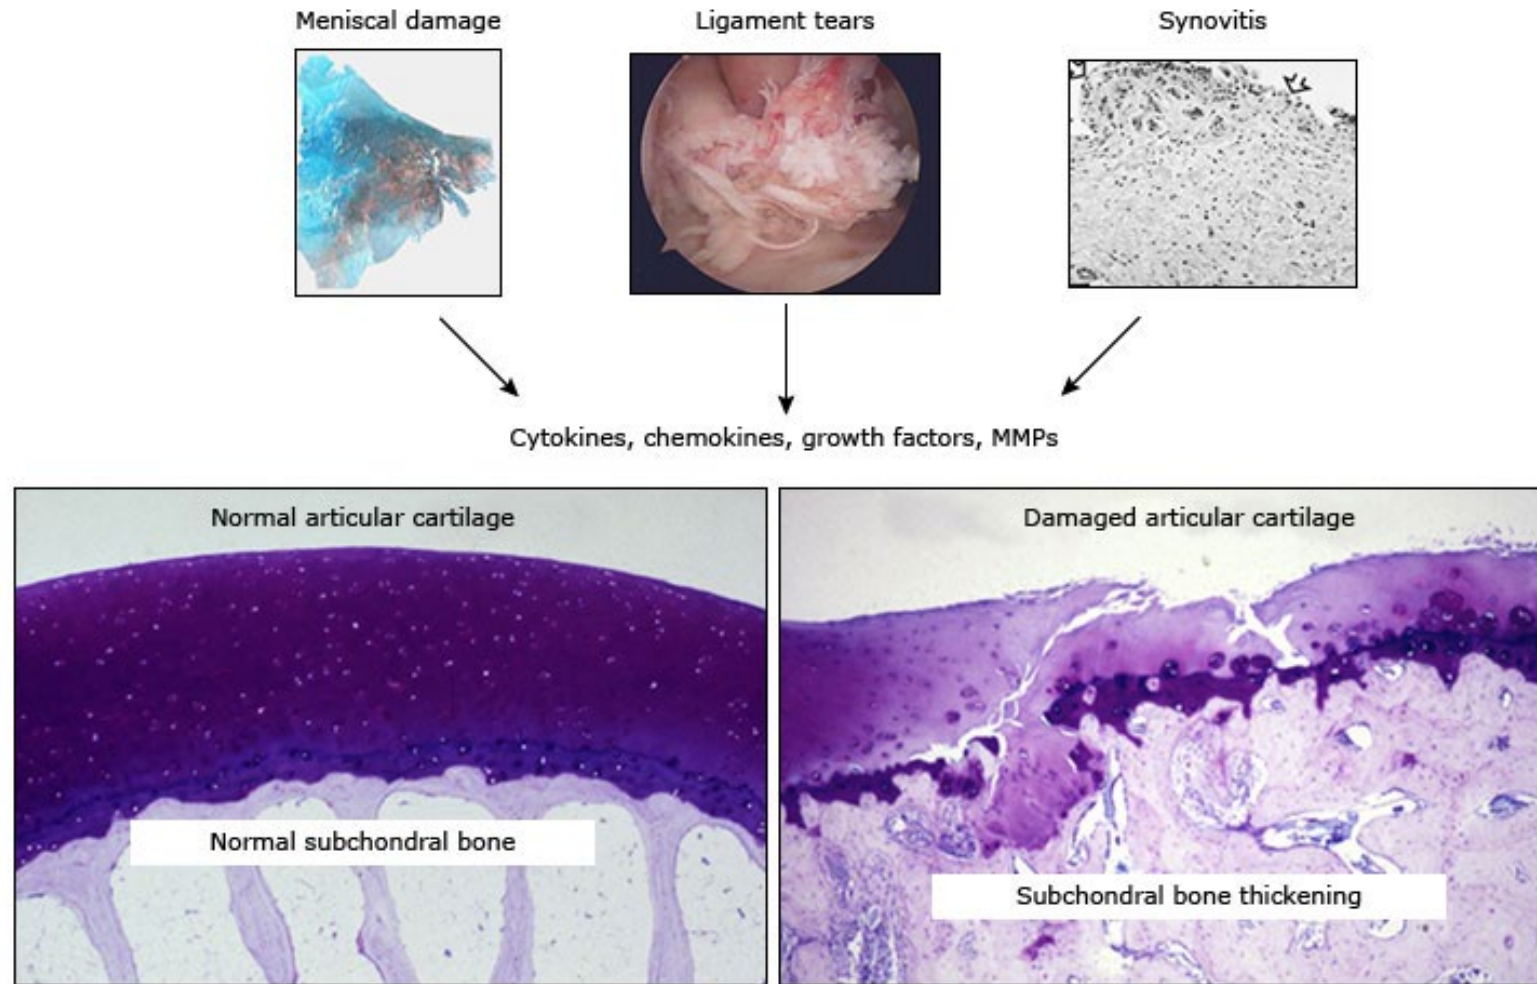 Meniscal damage
Ligament tears
Synovitis
Cytokines, chemokines, growth factors, MMPs
Normal articular cartilage
Damaged articular cartilage
Normal subchondral bone
Subchondral bone thickening